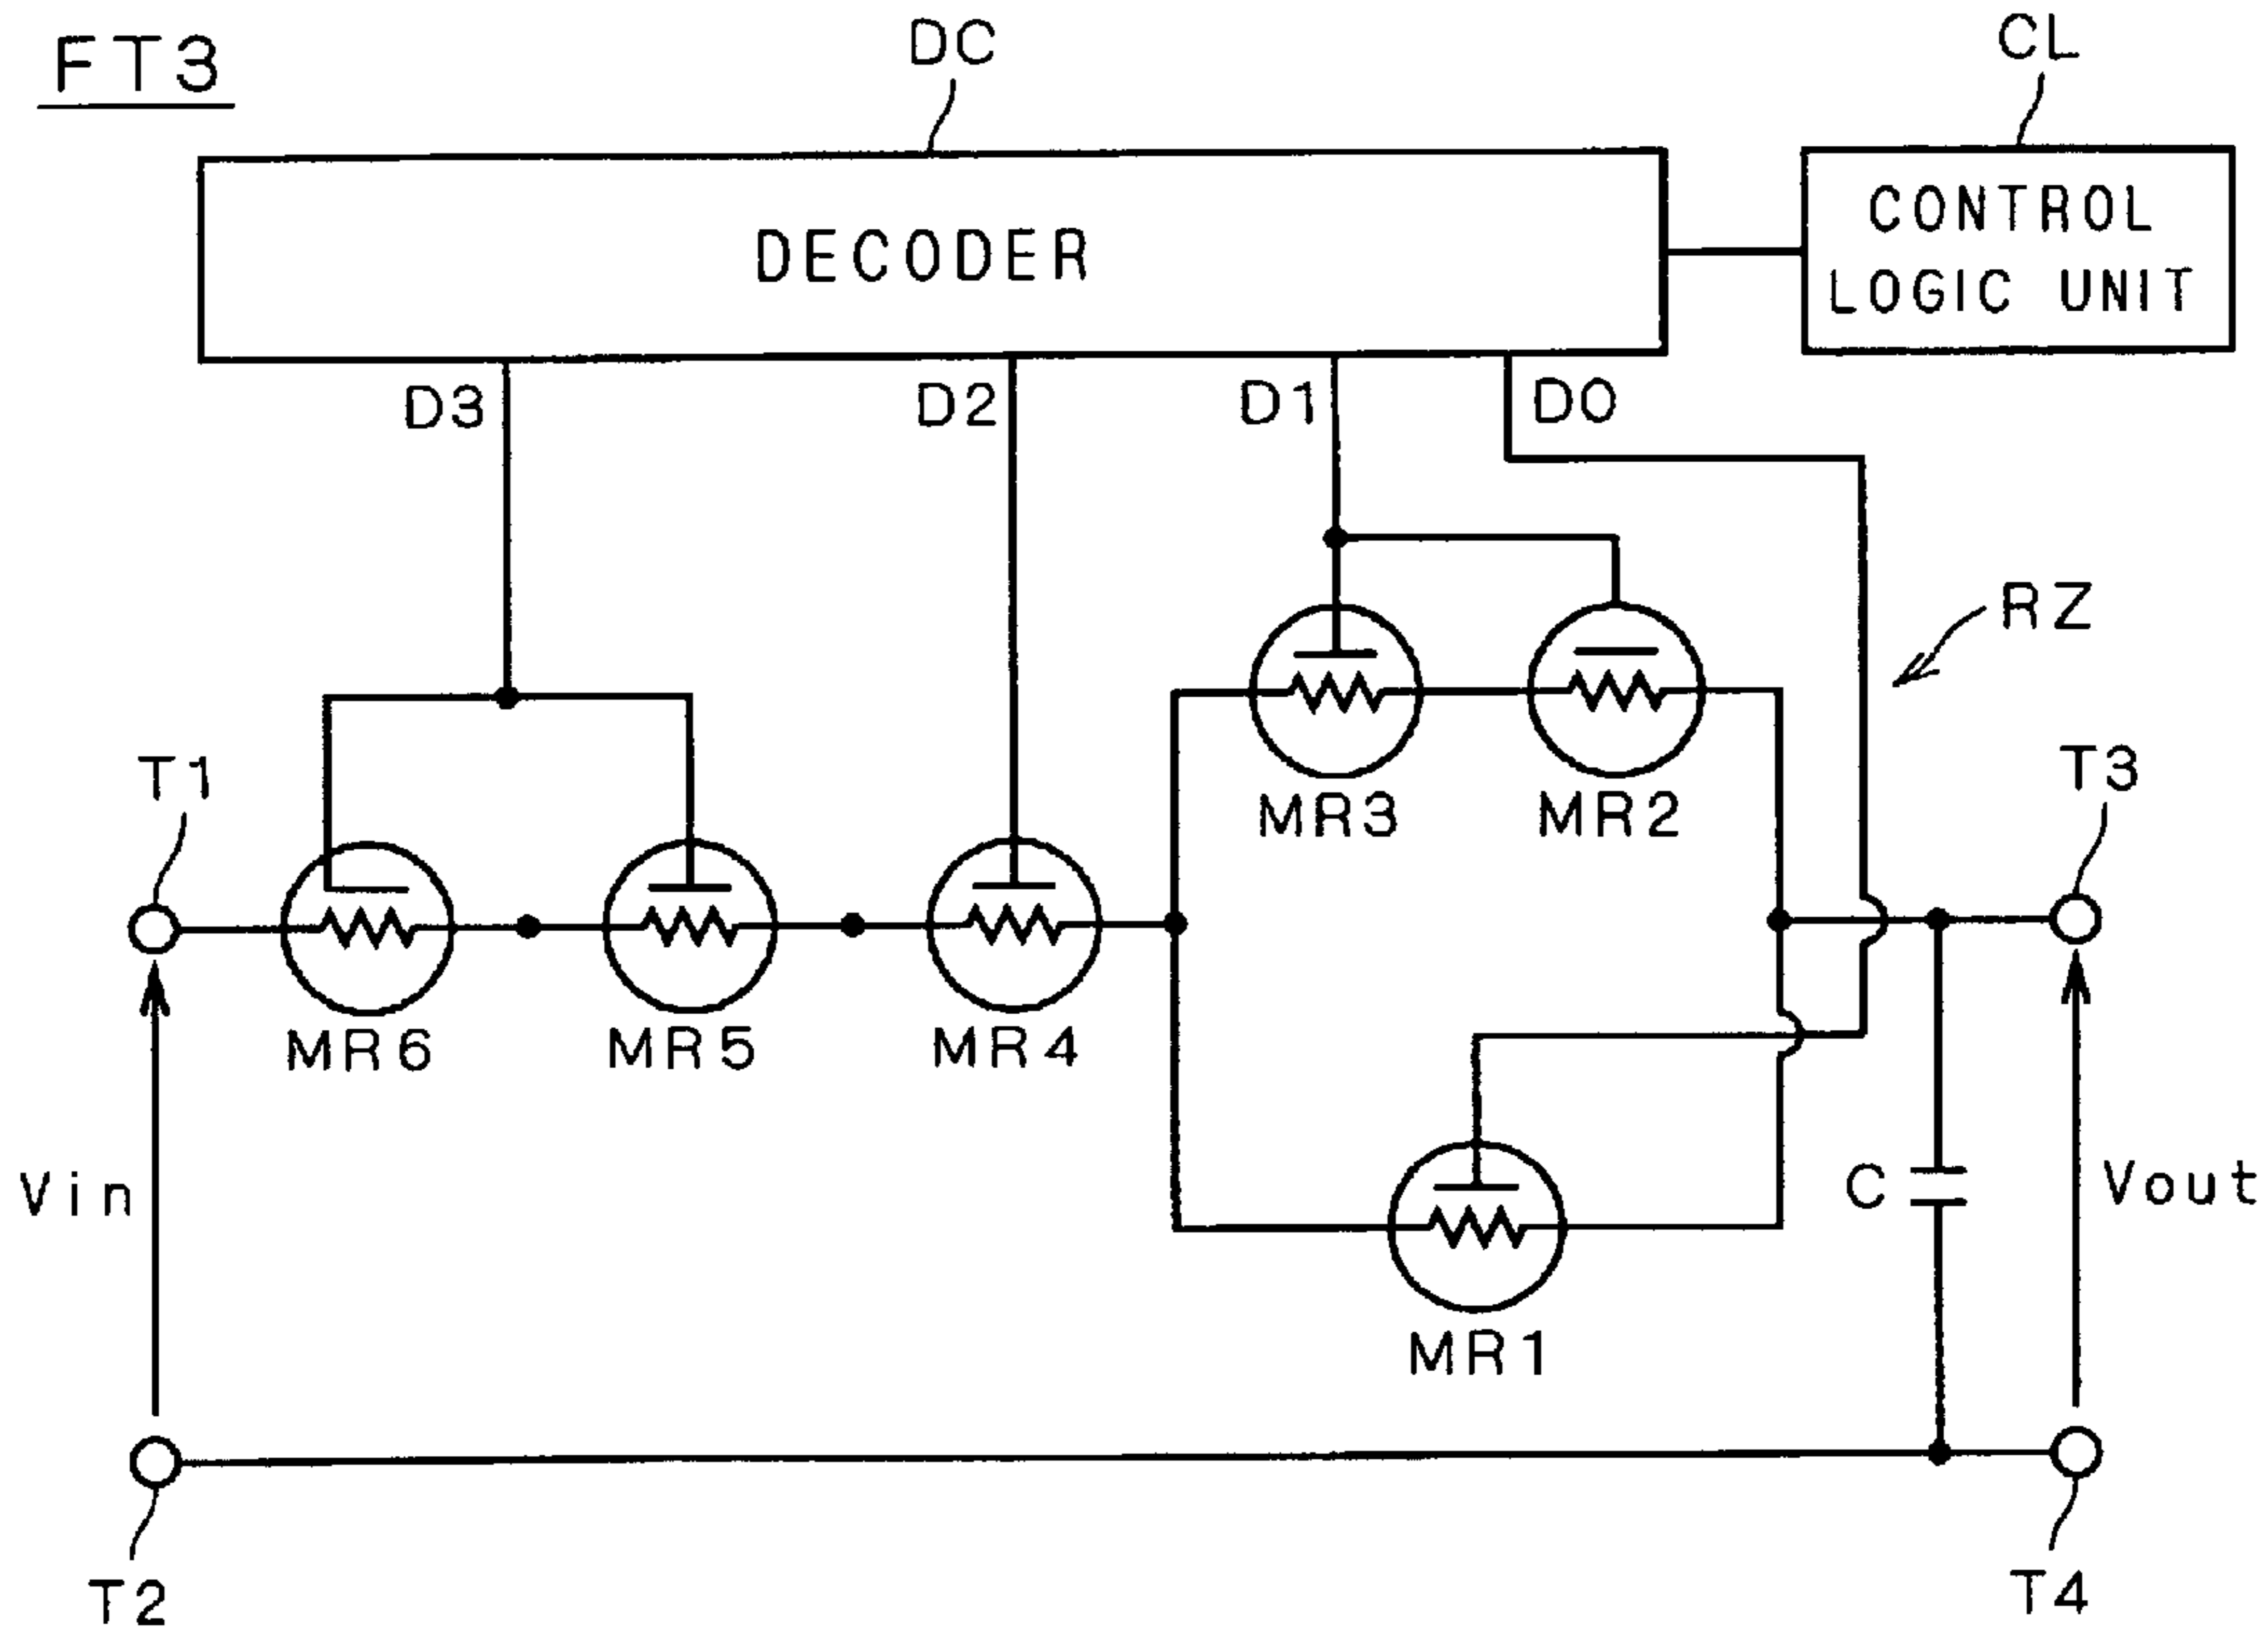 FT3
DC
CL
DECODER
CONTROL
LOGIC UNIT
D3
D2
D1
D0
RZ
T1
T3
MR3
MR2
MR6
MR5
MR4
Vin
C
Vout
MR1
T2
T4